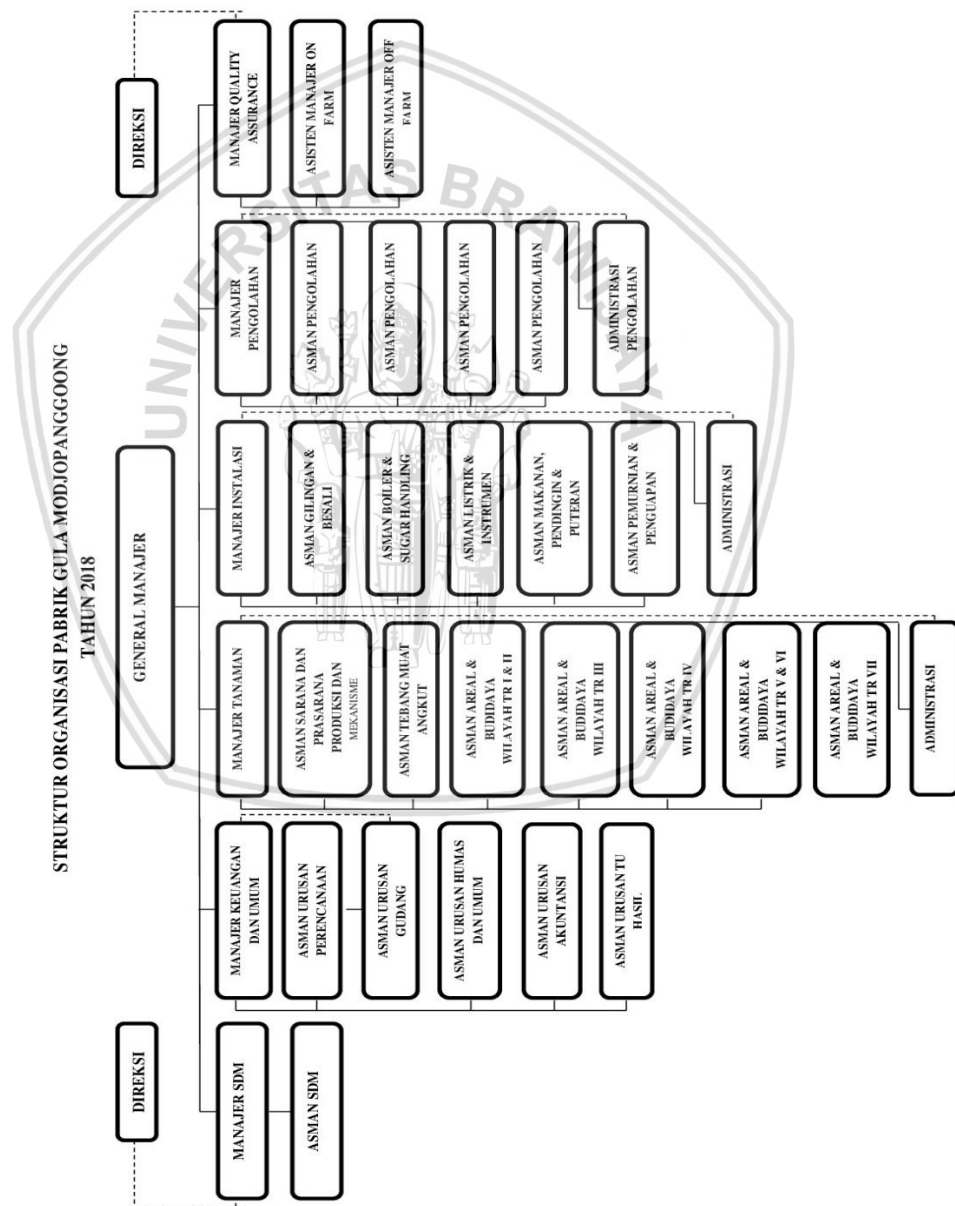 STRUKTUR ORGANISASI PABRIK GULA MODJOPANGGOONG
TAHUN 2018
DIREKSI
GENERAL MANAJER
DIREKSI
MANAJER SDM
ASMAN SDM
MANAJER KEUANGAN
DAN UMUM
ASMAN URUSAN
PERENCANAAN
ASMAN URUSAN
GUDANG
ASMAN URUSAN HUMAS
DAN UMUM
ASMAN URUSAN
AKUNTANSI
ASMAN URUSAN TU
HASIL
MANAJER TANAMAN
ASMAN SARANA DAN
PRASARANA
PRODUKSI DAN
MEKANISME
ASMAN TEBANG MUAT
ANGKUT
ASMAN AREAL &
BUDIDAYA
WILAYAH TR I & II
ASMAN AREAL &
BUDIDAYA
WILAYAH TR III
ASMAN AREAL &
BUDIDAYA
WILAYAH TR IV
ASMAN AREAL &
BUDIDAYA
WILAYAH TR V & VI
ASMAN AREAL &
BUDIDAYA
WILAYAH TR VII
ADMINISTRASI
MANAJER INSTALASI
ASMAN GILINGAN &
BESALI
ASMAN BOILER &
SUGAR HANDLING
ASMAN LISTRIK &
INSTRUMEN
ASMAN MAKANAN,
PENDINGIN &
PUTERAN
ASMAN PEMURNIAN &
PENGUAPAN
ADMINISTRASI
MANAJER
PENGOLAHAN
ASMAN PENGOLAHAN
ASMAN PENGOLAHAN
ASMAN PENGOLAHAN
ASMAN PENGOLAHAN
ADMINISTRASI
PENGOLAHAN
MANAJER QUALITY
ASSURANCE
ASISTEN MANAJER ON
FARM
ASISTEN MANAJER OFF
FARM
UNIVERSITAS BRAWIJAYA